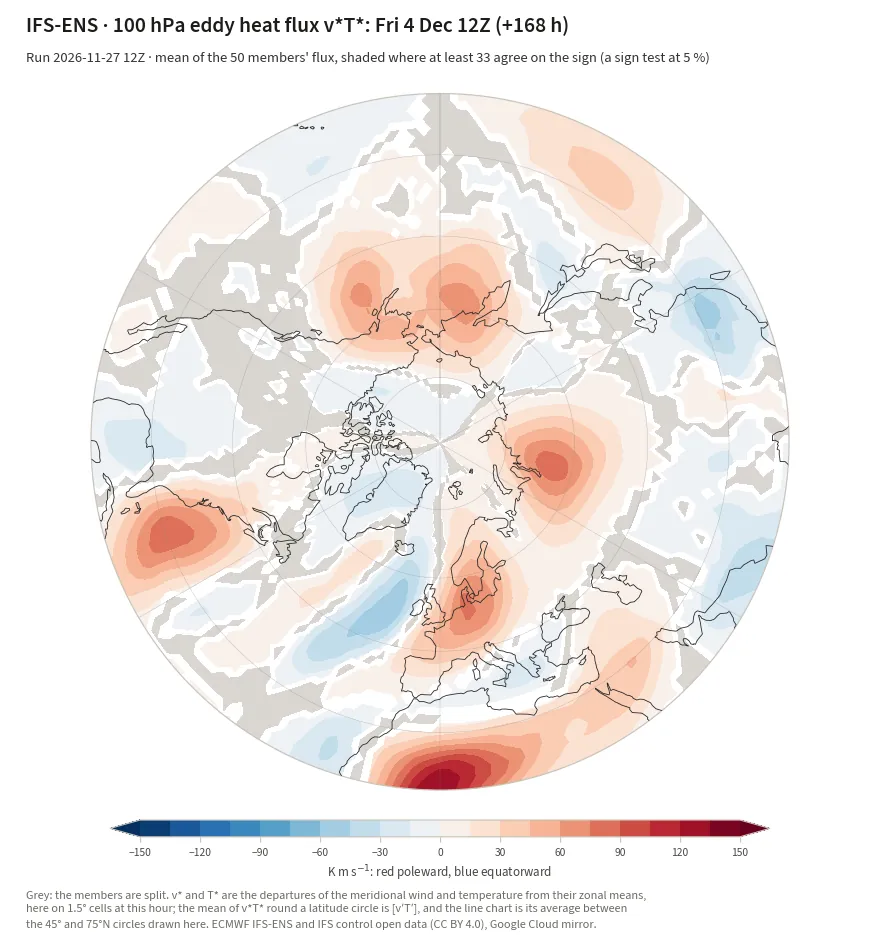 IFS-ENS · 100 hPa eddy heat flux v*T*: Fri 4 Dec 12Z (+168 h)
Run 2026-11-27 12Z · mean of the 50 members' flux, shaded where at least 33 agree on the sign (a sign test at 5 %)
−150 −120 −90 −60 −30 0 30 60 90 120 150
K m s⁻¹: red poleward, blue equatorward
Grey: the members are split. v* and T* are the departures of the meridional wind and temperature from their zonal means,
here on 1.5° cells at this hour; the mean of v*T* round a latitude circle is [v′T′], and the line chart is its average between
the 45° and 75°N circles drawn here. ECMWF IFS-ENS and IFS control open data (CC BY 4.0), Google Cloud mirror.